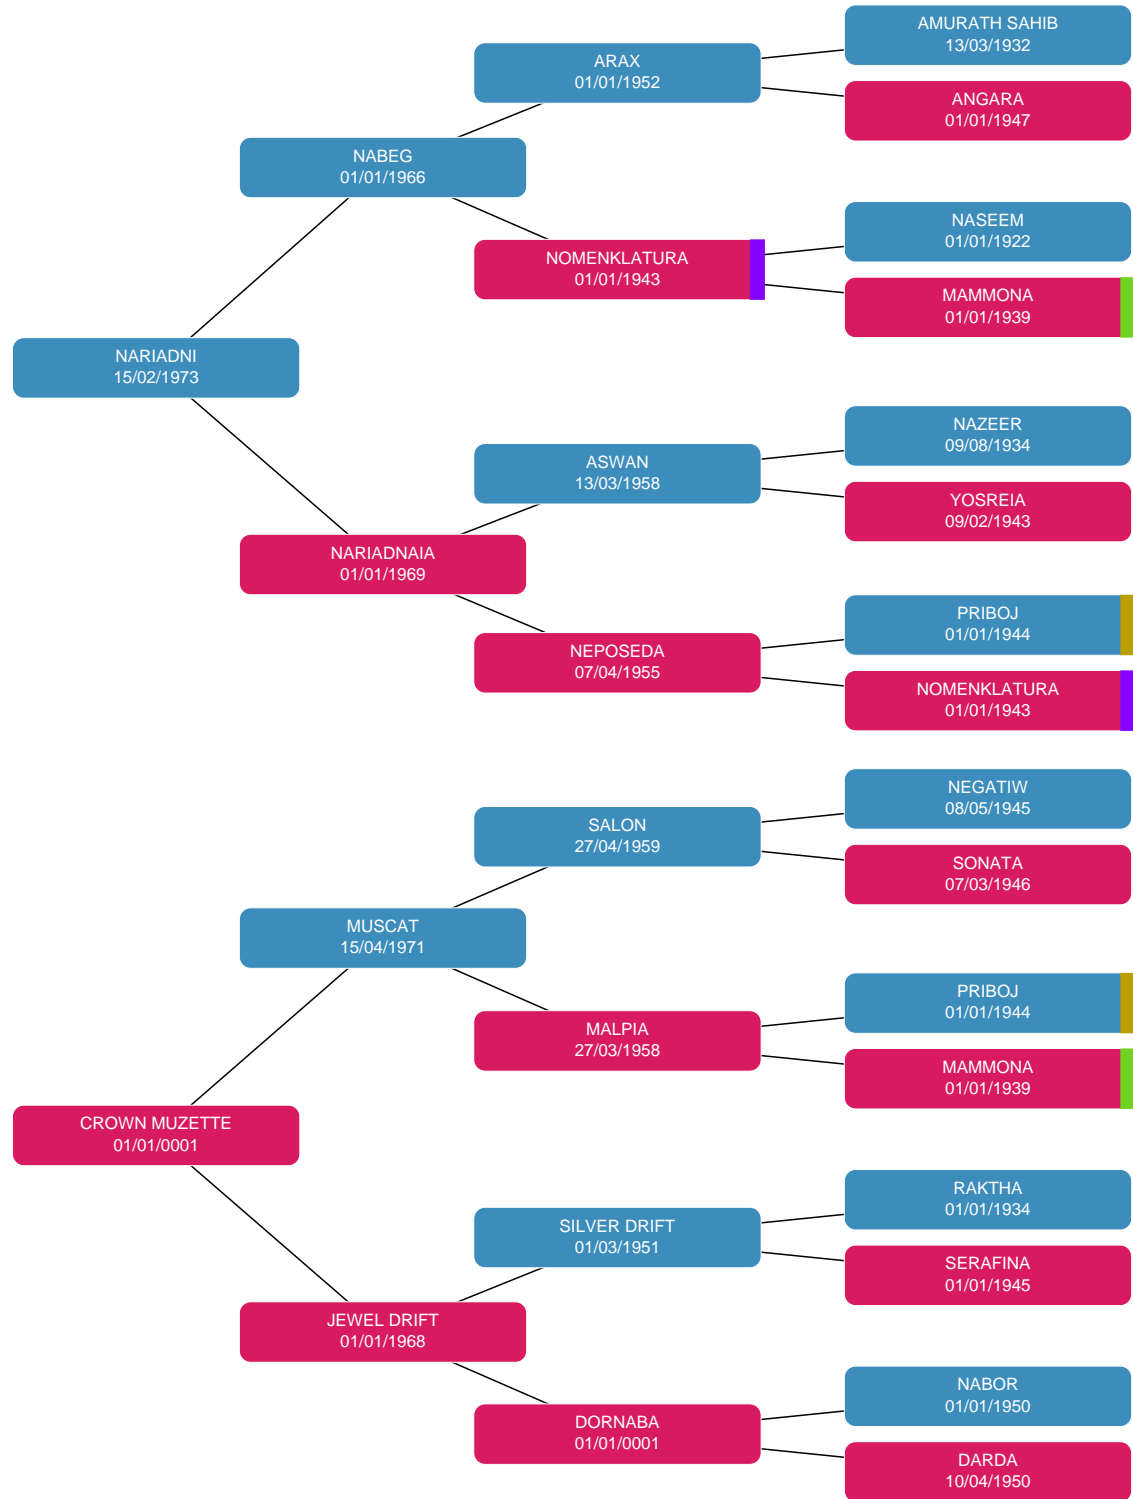 AMURATH SAHIB
13/03/1932
ARAX
01/01/1952
ANGARA
01/01/1947
NABEG
01/01/1966
NASEEM
01/01/1922
NOMENKLATURA
01/01/1943
MAMMONA
01/01/1939
NARIADNI
15/02/1973
NAZEER
09/08/1934
ASWAN
13/03/1958
YOSREIA
09/02/1943
NARIADNAIA
01/01/1969
PRIBOJ
01/01/1944
NEPOSEDA
07/04/1955
NOMENKLATURA
01/01/1943
NEGATIW
08/05/1945
SALON
27/04/1959
SONATA
07/03/1946
MUSCAT
15/04/1971
PRIBOJ
01/01/1944
MALPIA
27/03/1958
MAMMONA
01/01/1939
CROWN MUZETTE
01/01/0001
RAKTHA
01/01/1934
SILVER DRIFT
01/03/1951
SERAFINA
01/01/1945
JEWEL DRIFT
01/01/1968
NABOR
01/01/1950
DORNABA
01/01/0001
DARDA
10/04/1950